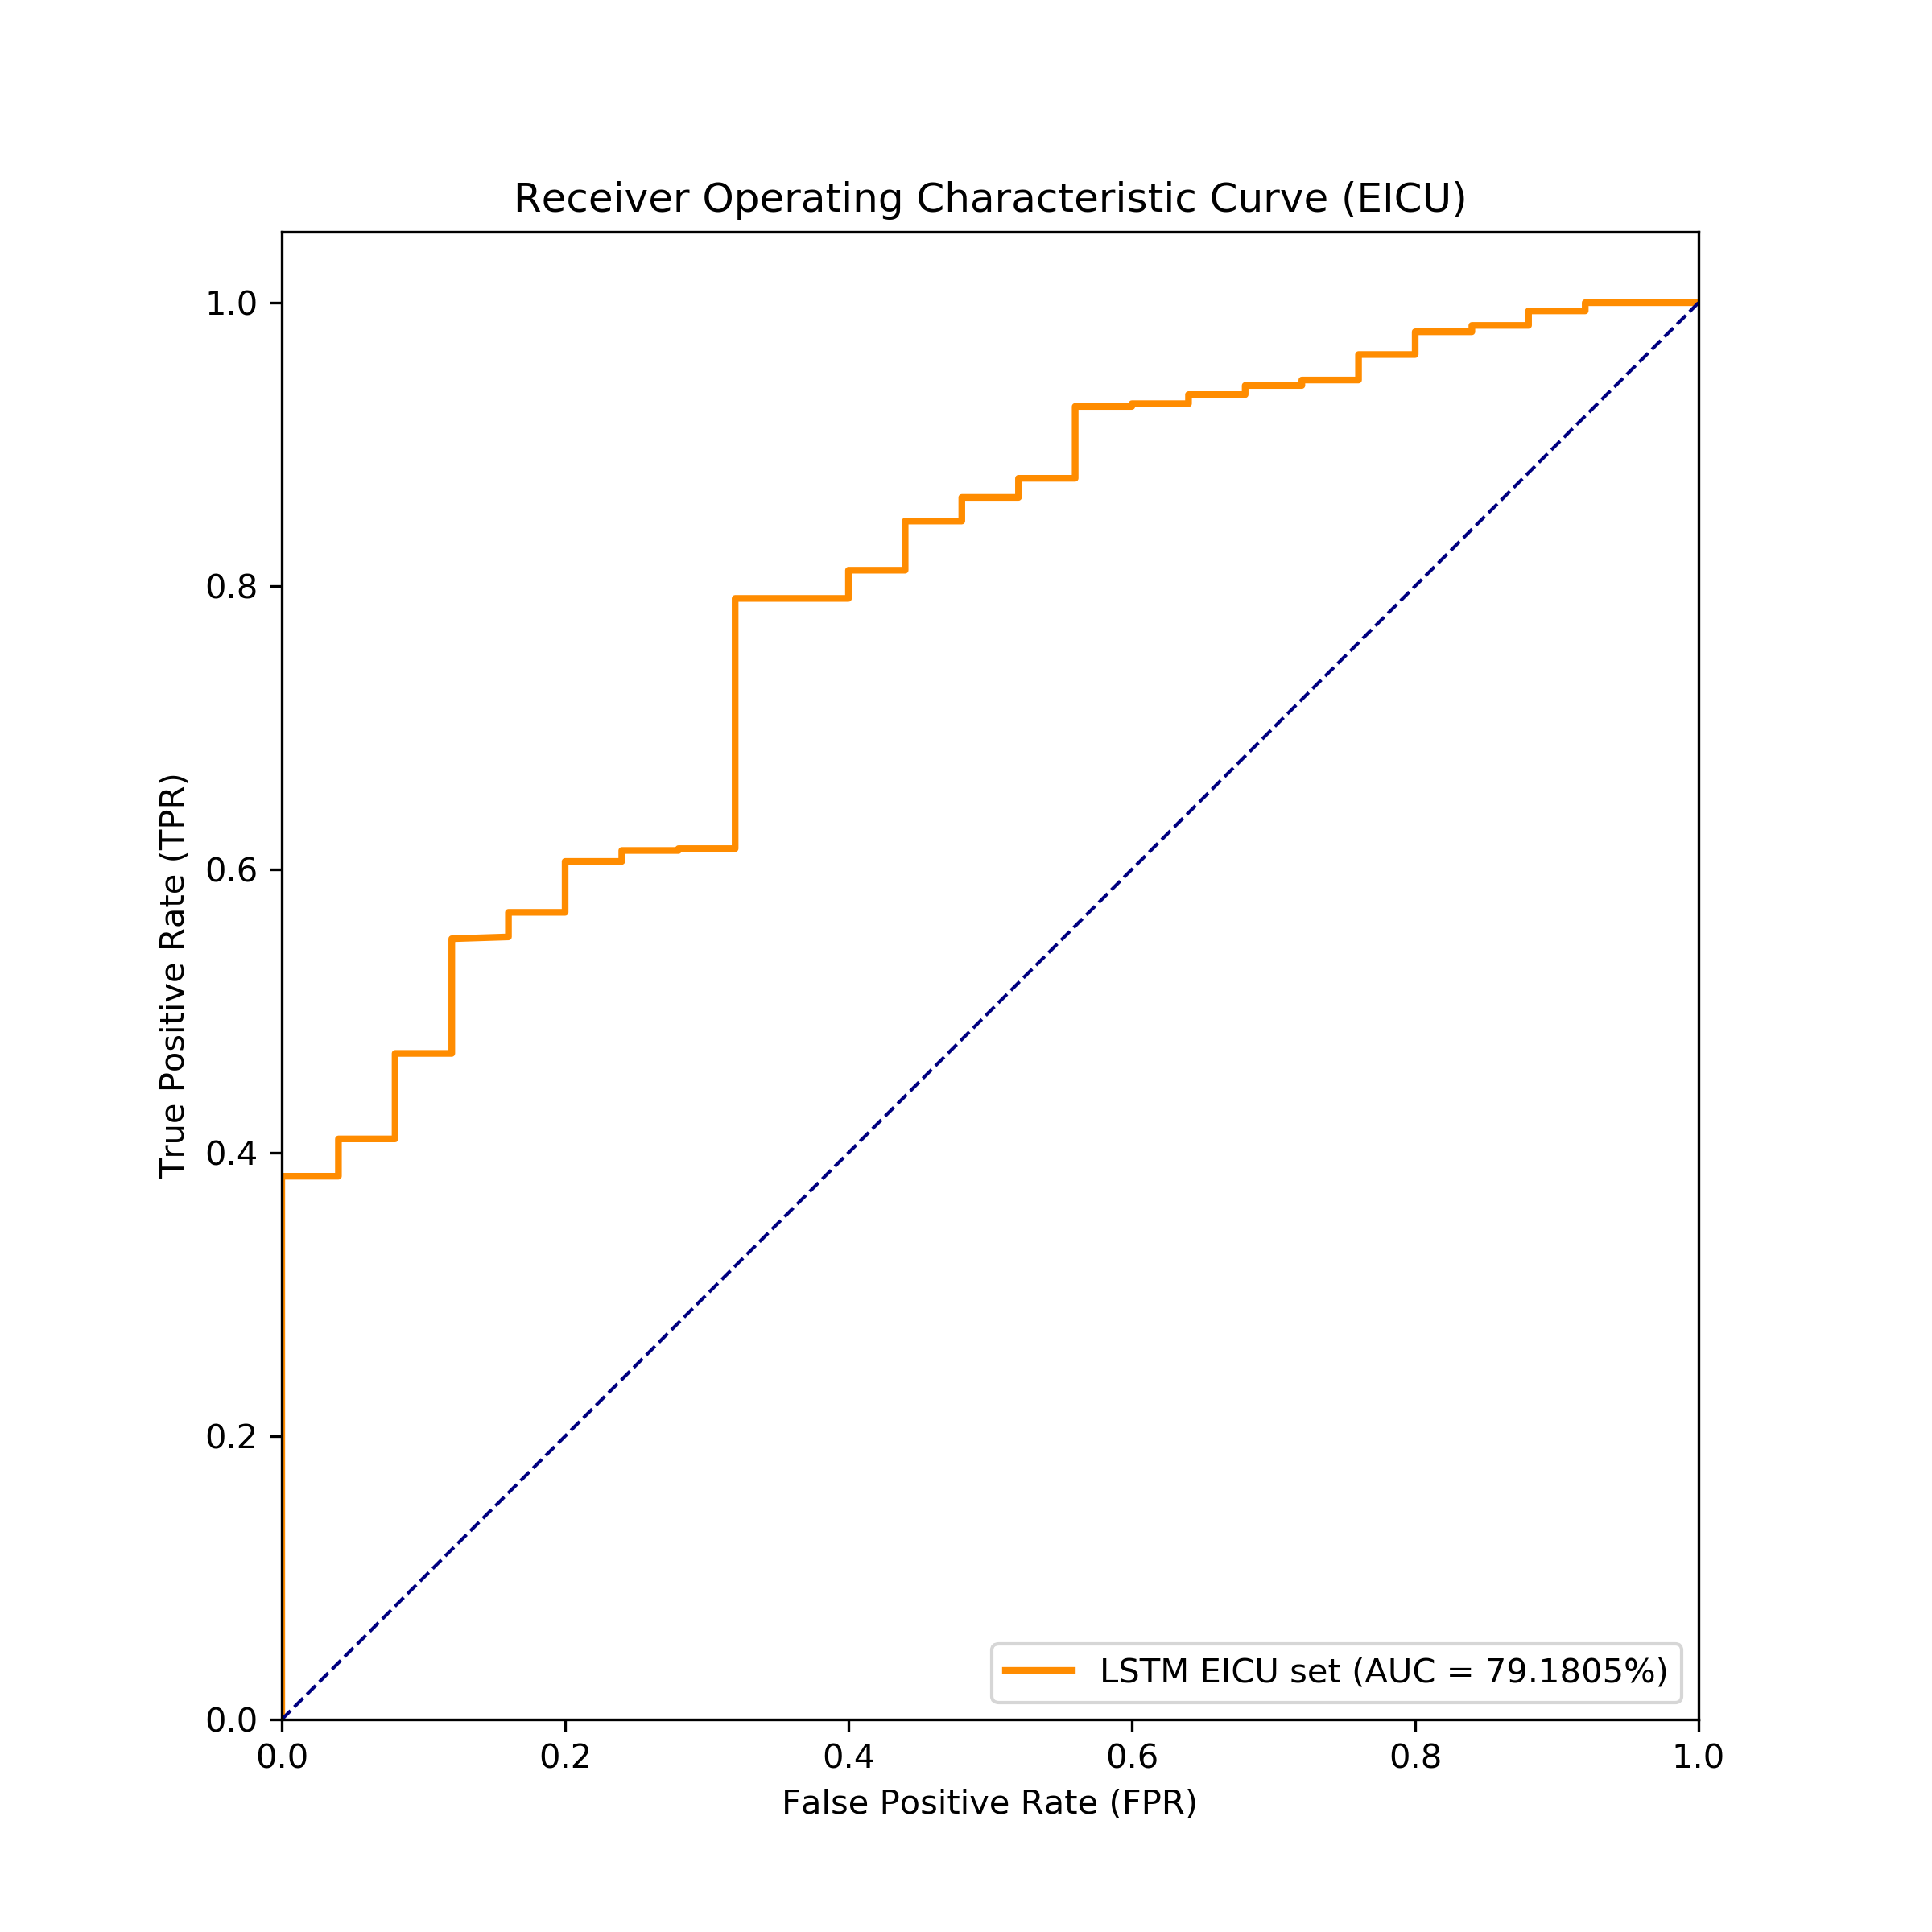 Receiver Operating Characteristic Curve (EICU)
1.0
0.8
0.6
0.4
0.2
0.0
True Positive Rate (TPR)
LSTM EICU set (AUC = 79.1805%)
0.0 0.2 0.4 0.6 0.8 1.0
False Positive Rate (FPR)